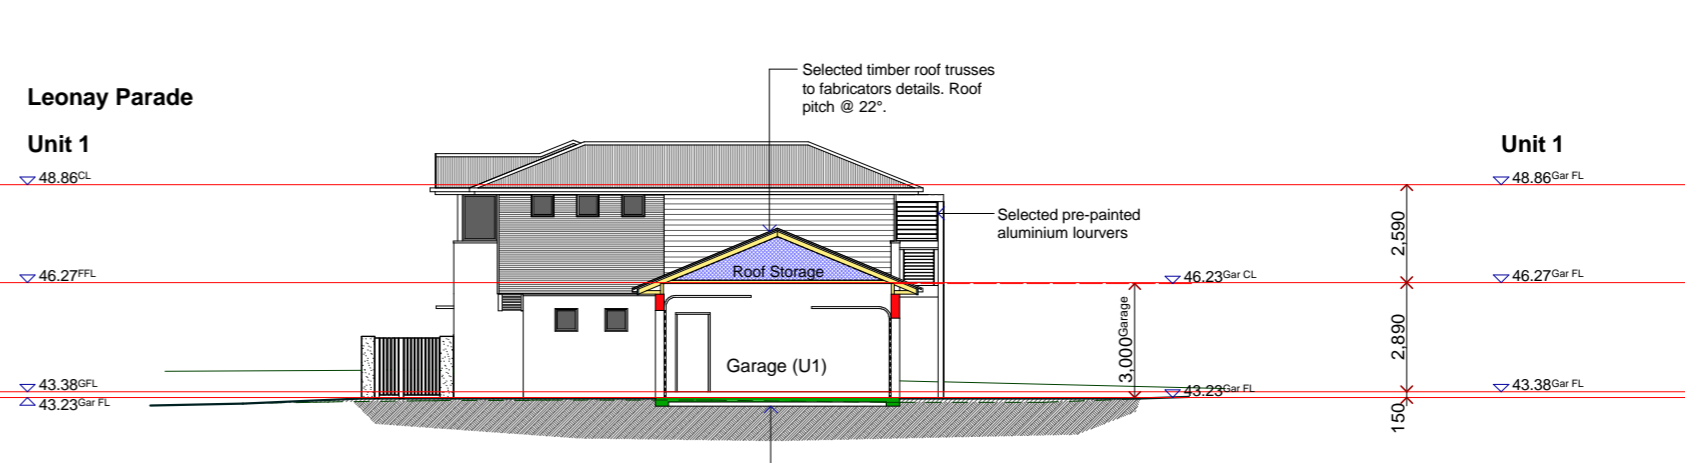 Selected timber roof trusses
to fabricators details. Roof
pitch @ 22°.
Leonay Parade
Unit 1
Unit 1
48.86CL
48.86Gar FL
Selected pre-painted
aluminium lourvers
2,590
Roof Storage
46.27FFL
46.23Gar CL
46.27Gar FL
3,000Garage
2,890
Garage (U1)
43.38GFL
43.23Gar FL
43.38Gar FL
43.23Gar FL
150